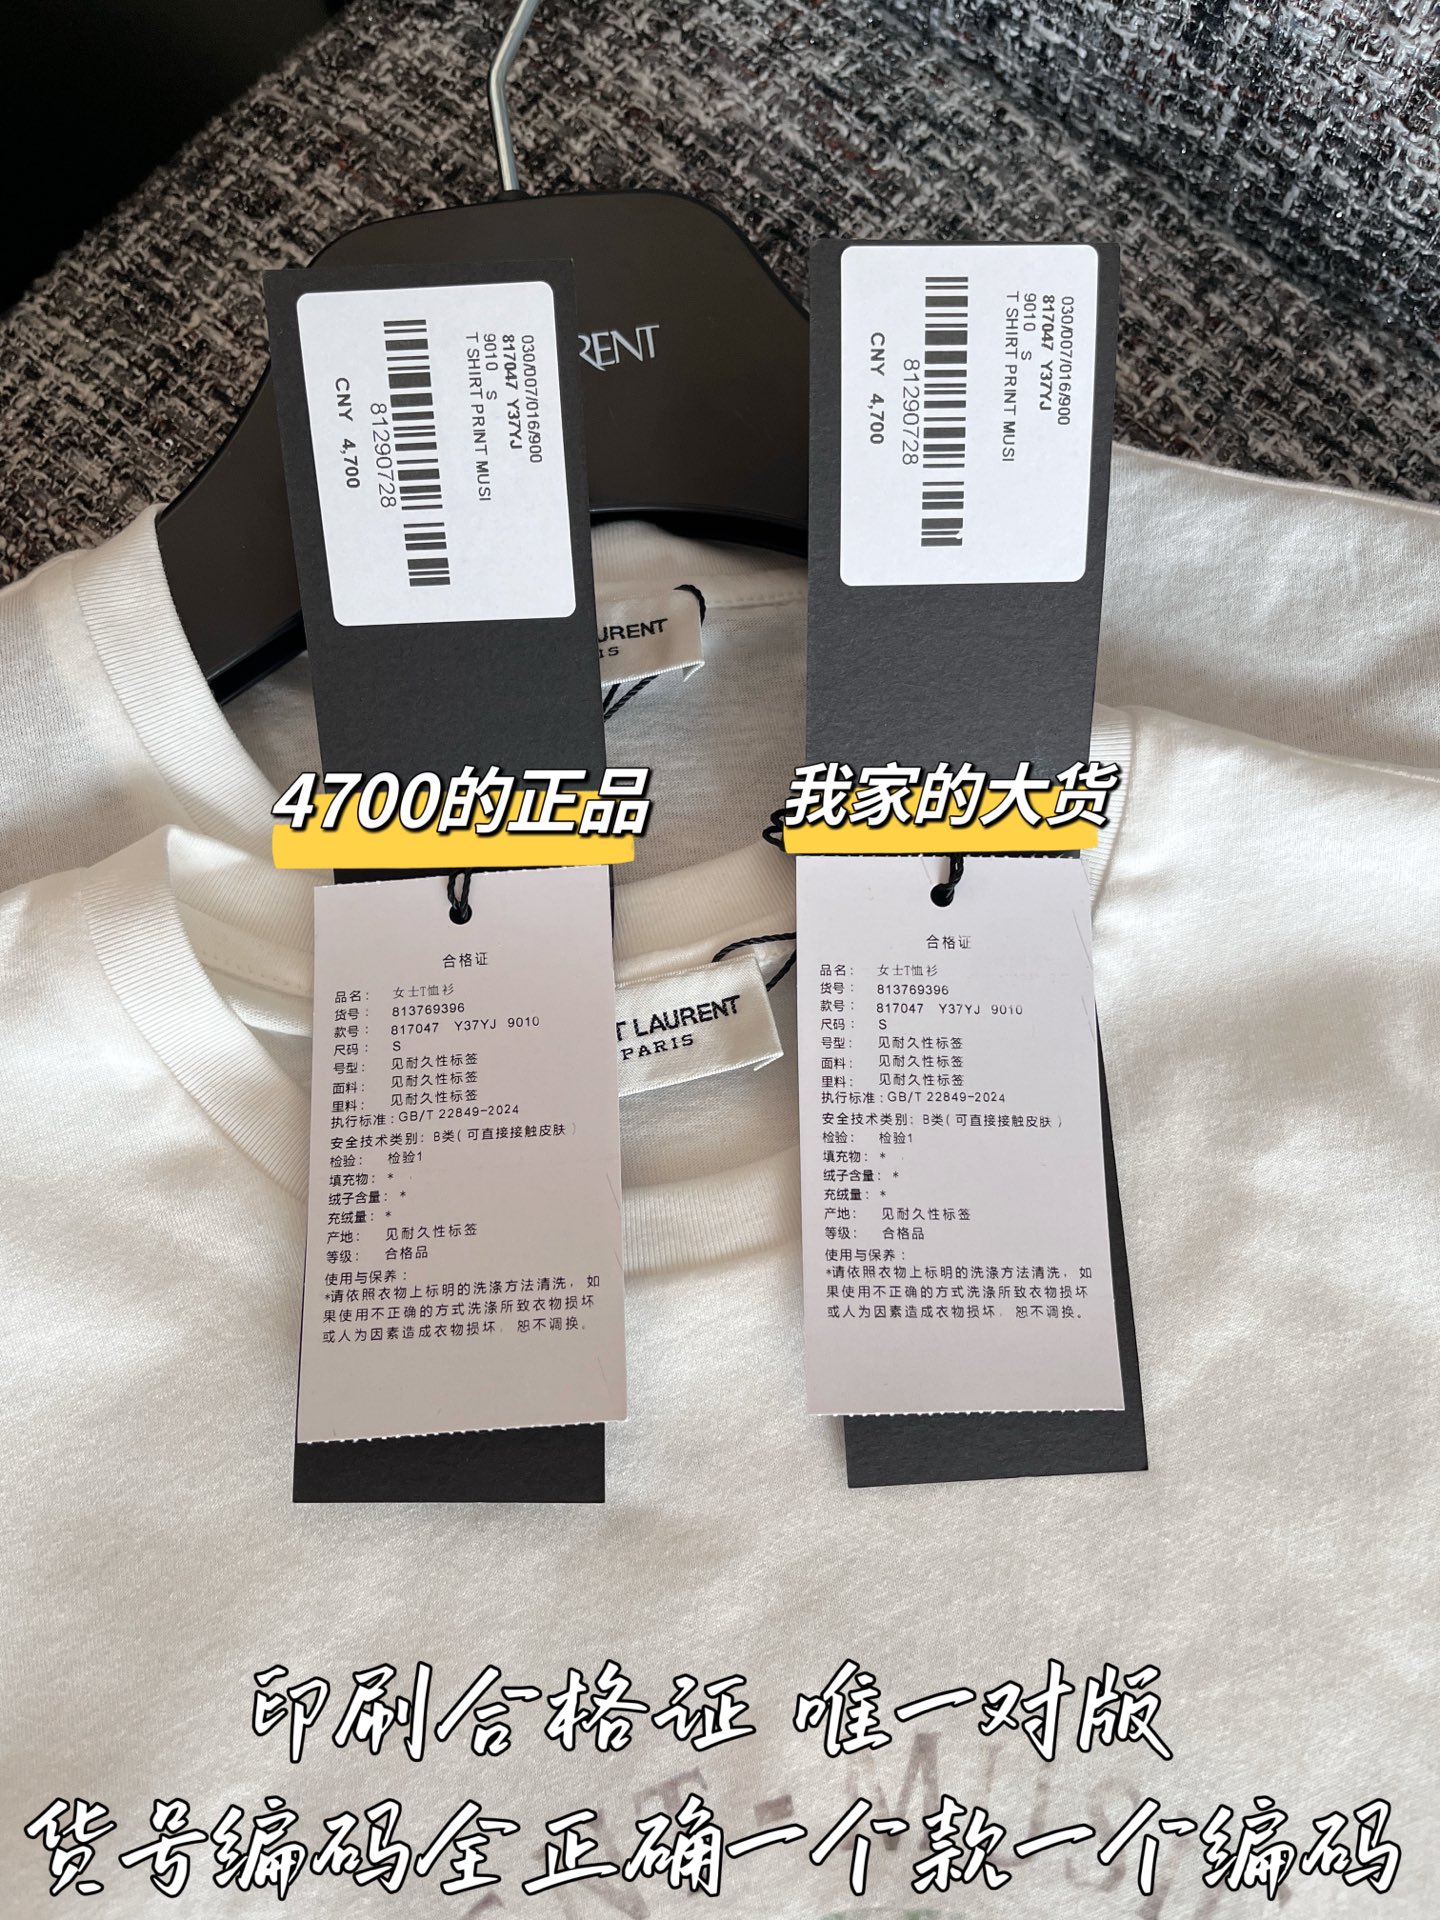 RENT
030/007/016/900
817047 Y37YJ
9010 S
T SHIRT PRINT MUSI
81290728
CNY 4,700
030/007/016/900
817047 Y37YJ
9010 S
T SHIRT PRINT MUSI
81290728
CNY 4,700
URENT
IS
4700的正品
我家的大货
T LAURENT
PARIS
合格证
品名: 女士T恤衫
货号: 813769396
款号: 817047 Y37YJ 9010
尺码: S
号型: 见耐久性标签
面料: 见耐久性标签
里料: 见耐久性标签
执行标准:GB/T 22849-2024
安全技术类别: B类(可直接接触皮肤)
检验: 检验1
填充物: *
绒子含量: *
充绒量: *
产地: 见耐久性标签
等级: 合格品
使用与保养:
*请依照衣物上标明的洗涤方法清洗，如
果使用不正确的方式洗涤所致衣物损坏
或人为因素造成衣物损坏，恕不调换。
合格证
品名: 女士T恤衫
货号: 813769396
款号: 817047 Y37YJ 9010
尺码: S
号型: 见耐久性标签
面料: 见耐久性标签
里料: 见耐久性标签
执行标准:GB/T 22849-2024
安全技术类别: B类(可直接接触皮肤)
检验: 检验1
填充物: *
绒子含量: *
充绒量: *
产地: 见耐久性标签
等级: 合格品
使用与保养:
*请依照衣物上标明的洗涤方法清洗，如
果使用不正确的方式洗涤所致衣物损坏
或人为因素造成衣物损坏，恕不调换。
印刷合格证 唯一对版
货号编码全正确一个款一个编码